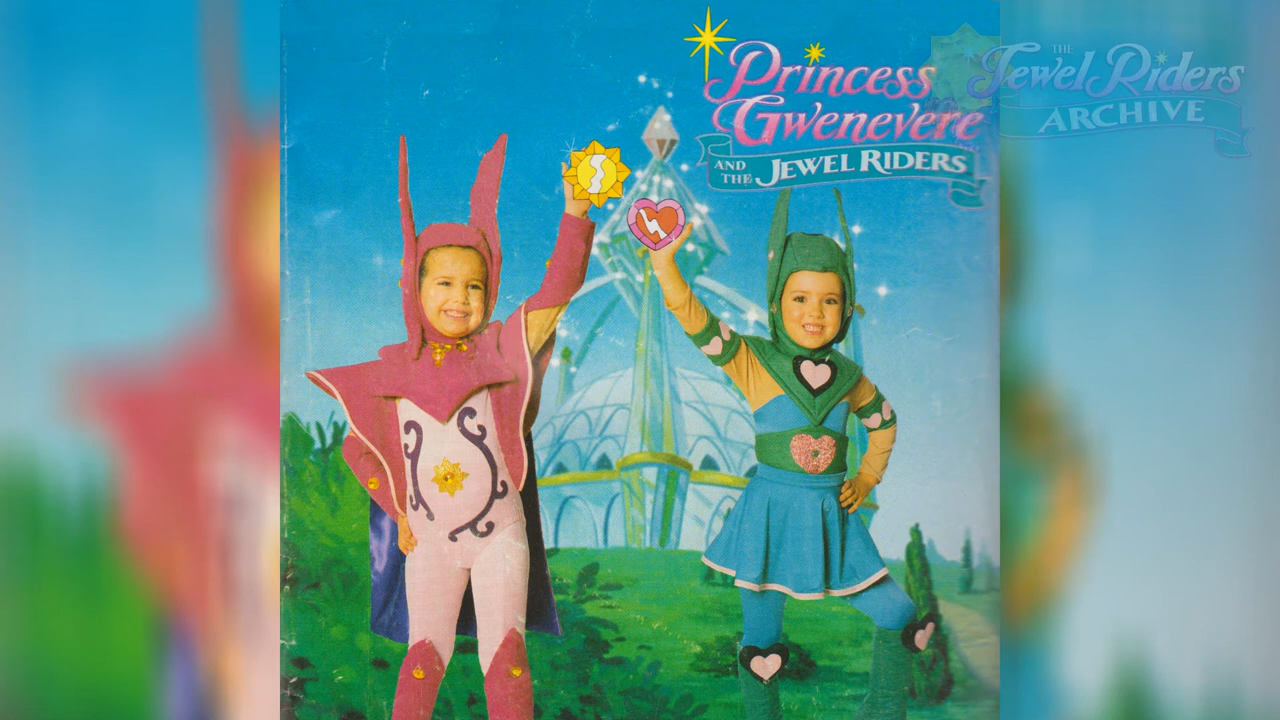 Princess
Gwenevere
AND THE JEWEL RIDERS
THE
Jewel Riders
ARCHIVE